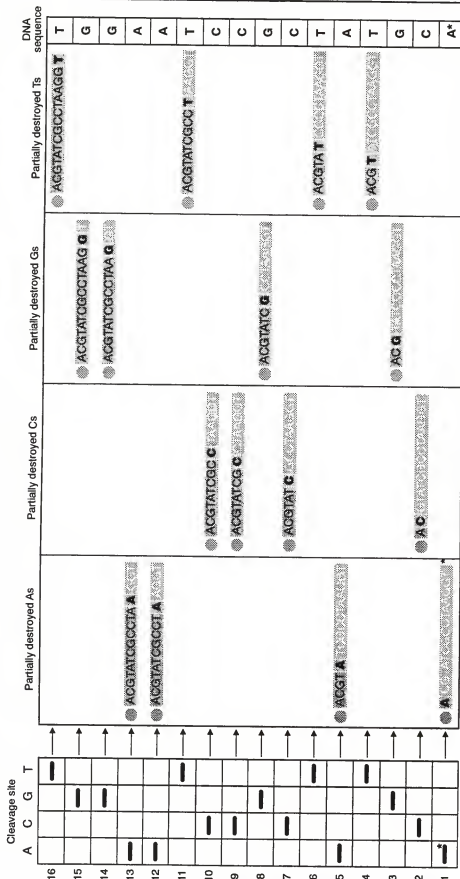 Cleavage site
Partially destroyed As
Partially destroyed Cs
Partially destroyed Gs
Partially destroyed Ts
DNA sequence
A C G T
16 ACGTATCGCCTAAGG T T
15 ACGTATCGCCTAAG G G
14 ACGTATCGCCTAA G G
13 ACGTATCGCCTA A A
12 ACGTATCGCCT A A
11 ACGTATCGCC T T
10 ACGTATCGC C C
9 ACGTATCG C C
8 ACGTATC G G
7 ACGTAT C C
6 ACGTA T T
5 ACGT A A
4 ACG T T
3 AC G G
2 A C C
1 * A * A*